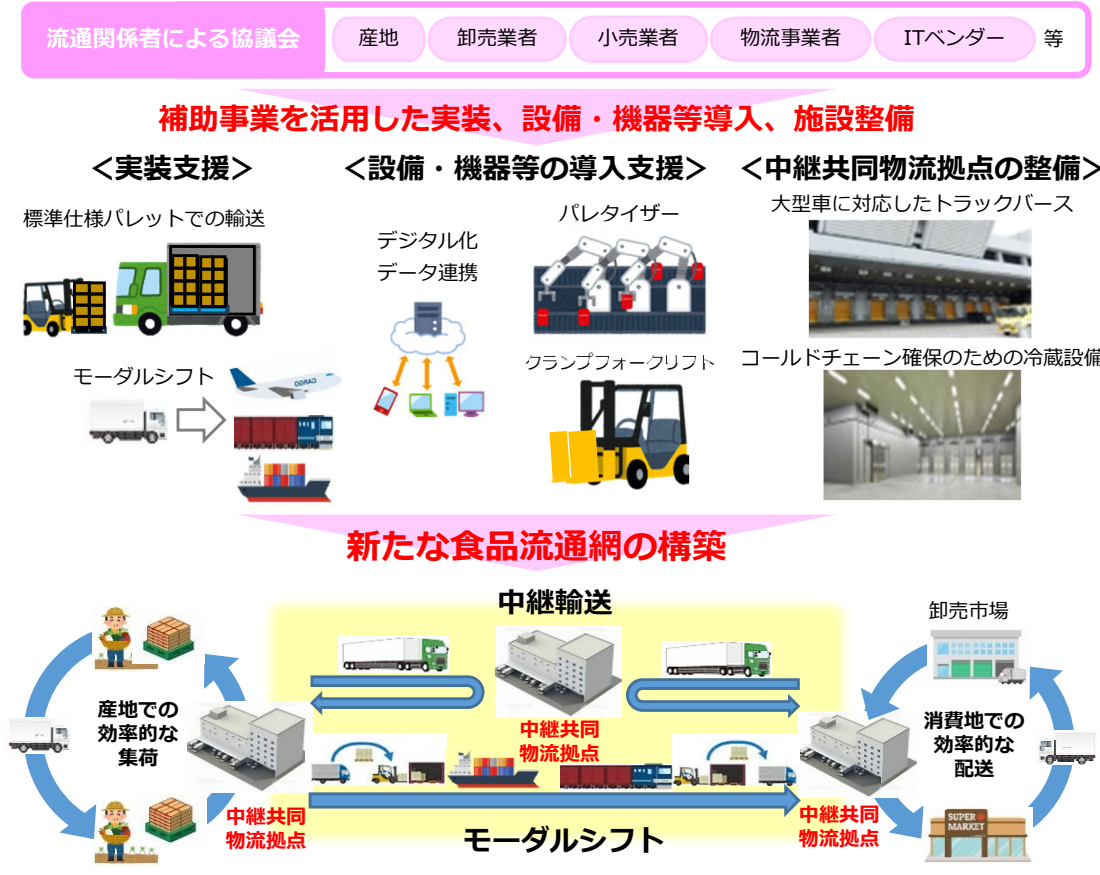 流通関係者による協議会
産地
卸売業者
小売業者
物流事業者
ITベンダー
等
補助事業を活用した実装、設備・機器等導入、施設整備
＜実装支援＞
＜設備・機器等の導入支援＞
＜中継共同物流拠点の整備＞
標準仕様パレットでの輸送
モーダルシフト
CARGO
デジタル化
データ連携
パレタイザー
クランプフォークリフト
大型車に対応したトラックバース
コールドチェーン確保のための冷蔵設備
新たな食品流通網の構築
中継輸送
産地での
効率的な
集荷
中継共同
物流拠点
中継共同
物流拠点
モーダルシフト
中継共同
物流拠点
卸売市場
消費地での
効率的な
配送
SUPER
MARKET